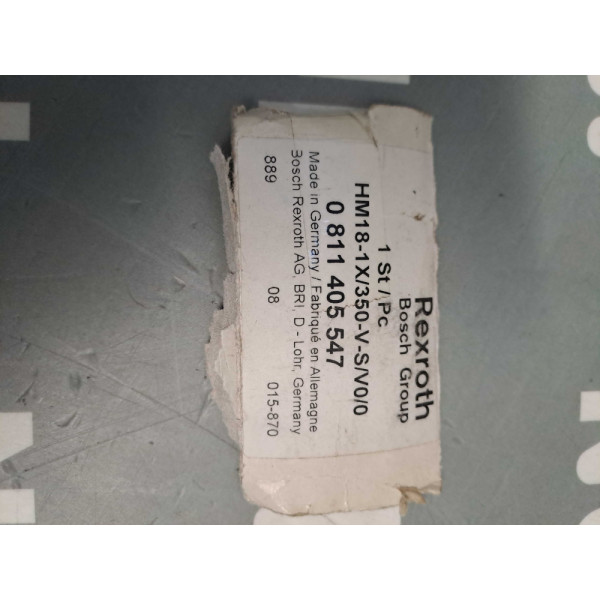 Rexroth
Bosch Group
1 St / Pc
HM18-1X/350-V-S/V0/0
0 811 405 547
Made in Germany / Fabriqué en Allemagne
Bosch Rexroth AG, BRI, D - Lohr, Germany
889 08 015-870